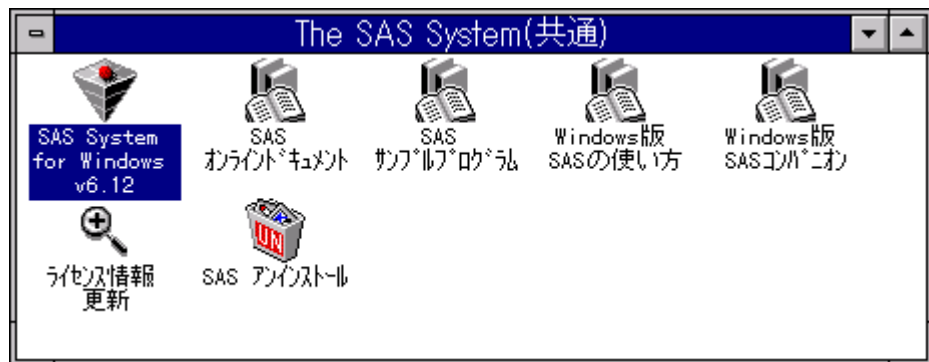 The SAS System(共通)
SAS System
for Windows
v6.12
SAS
オンラインドキュメント
SAS
サンプルプログラム
Windows版
SASの使い方
Windows版
SASコンパニオン
ライセンス情報
更新
UN
SAS アンインストール